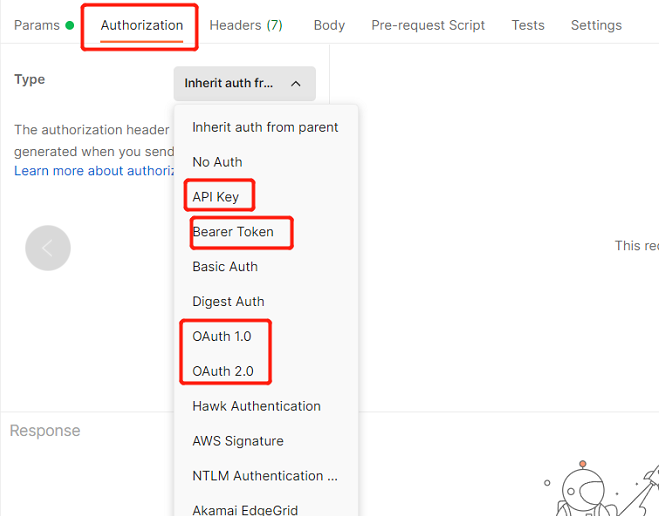 Params Authorization Headers (7) Body Pre-request Script Tests Settings
Type Inherit auth fr...
The authorization header
generated when you send
Learn more about authoriz
Inherit auth from parent
No Auth
API Key
Bearer Token
Basic Auth
Digest Auth
OAuth 1.0
OAuth 2.0
Hawk Authentication
AWS Signature
NTLM Authentication ...
Akamai EdgeGrid
This re
Response